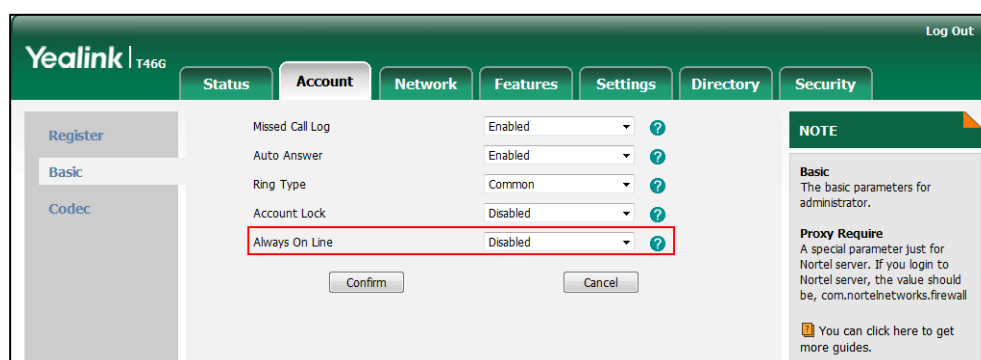 Log Out
Yealink T46G
Status Account Network Features Settings Directory Security
Register
Basic
Codec
Missed Call Log Enabled
Auto Answer Enabled
Ring Type Common
Account Lock Disabled
Always On Line Disabled
Confirm Cancel
NOTE
Basic
The basic parameters for
administrator.
Proxy Require
A special parameter just for
Nortel server. If you login to
Nortel server, the value should
be, com.nortelnetworks.firewall
You can click here to get
more guides.